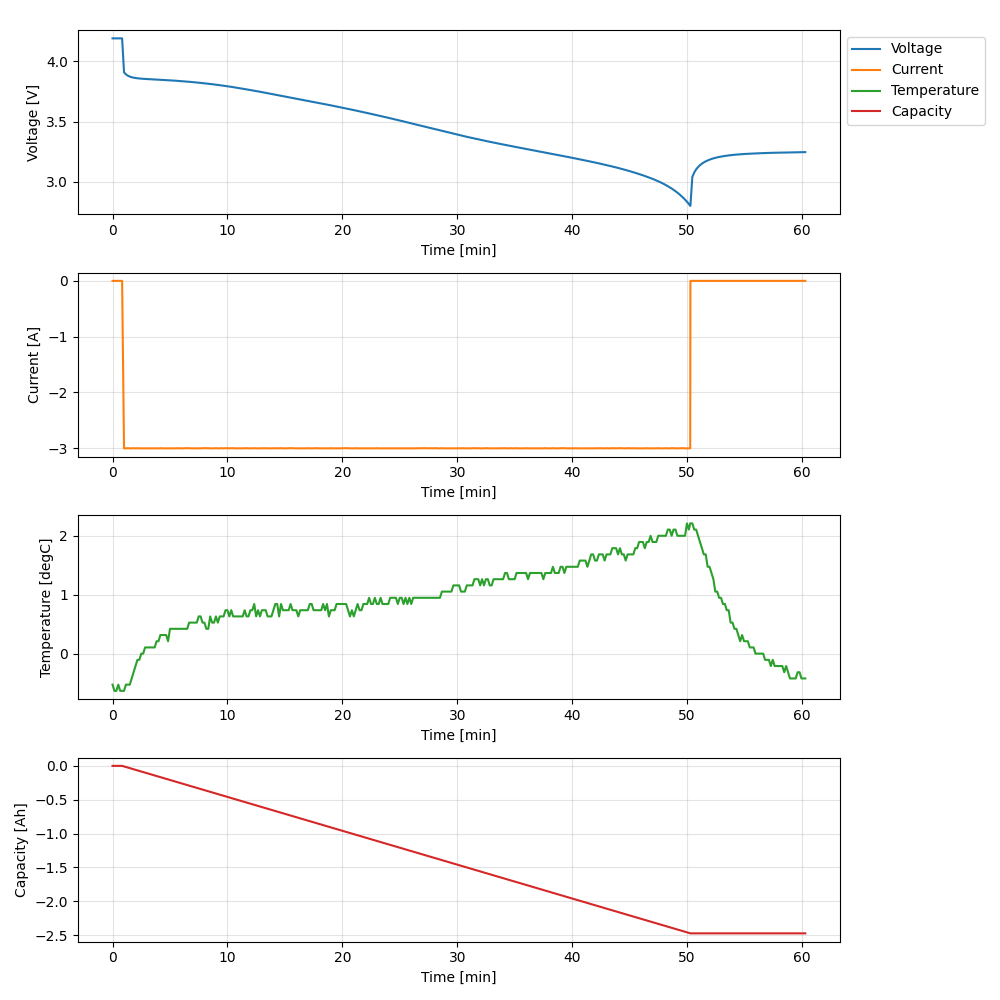 Voltage [V]
4.0
3.5
3.0
0 10 20 30 40 50 60
Time [min]
Voltage
Current
Temperature
Capacity
Current [A]
0
−1
−2
−3
0 10 20 30 40 50 60
Time [min]
Temperature [degC]
2
1
0
0 10 20 30 40 50 60
Time [min]
Capacity [Ah]
0.0
−0.5
−1.0
−1.5
−2.0
−2.5
0 10 20 30 40 50 60
Time [min]